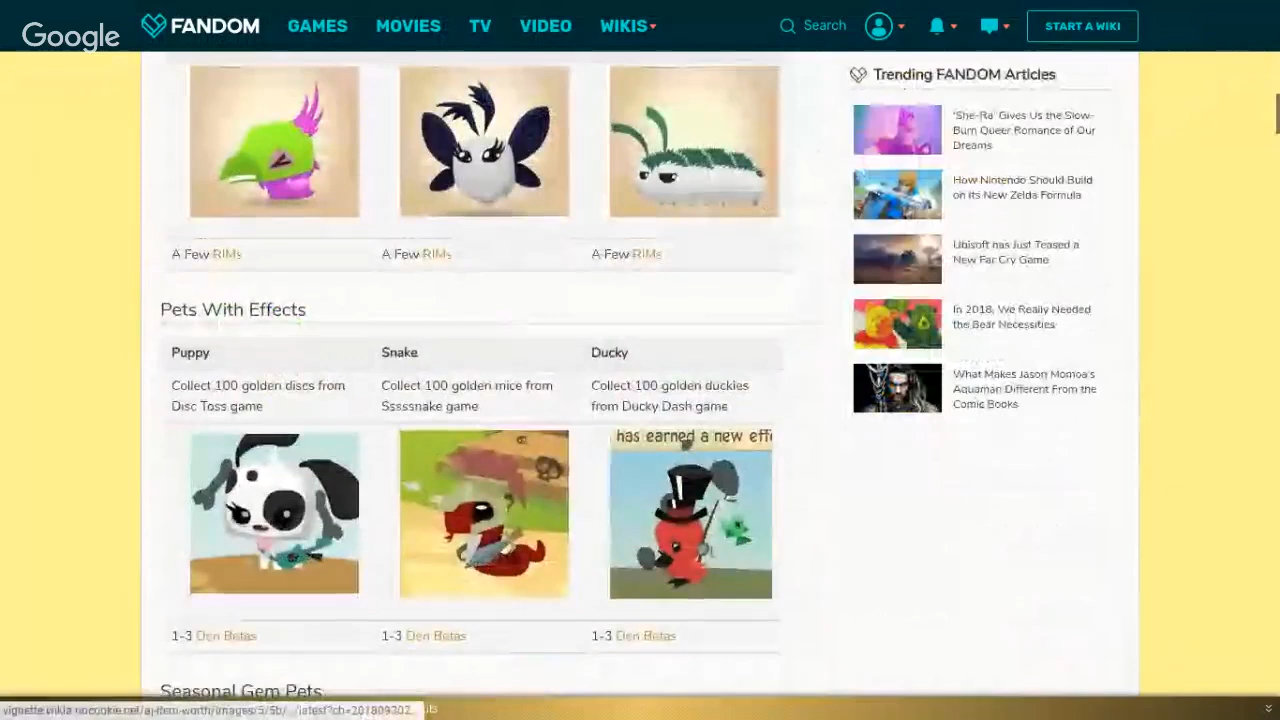 Google
FANDOM GAMES MOVIES TV VIDEO WIKIS Search START A WIKI
Trending FANDOM Articles
'She-Ra' Gives Us the Slow-
Burn Queer Romance of Our
Dreams
How Nintendo Should Build
on Its New Zelda Formula
Ubisoft has Just Teased a
New Far Cry Game
In 2018, We Really Needed
the Bear Necessities
What Makes Jason Momoa's
Aquaman Different From the
Comic Books
A Few RIMs A Few RIMs A Few RIMs
Pets With Effects
Puppy Snake Ducky
Collect 100 golden discs from
Disc Toss game
Collect 100 golden mice from
Sssssnake game
Collect 100 golden duckies
from Ducky Dash game
has earned a new effe
1-3 Den Betas 1-3 Den Betas 1-3 Den Betas
Seasonal Gem Pets